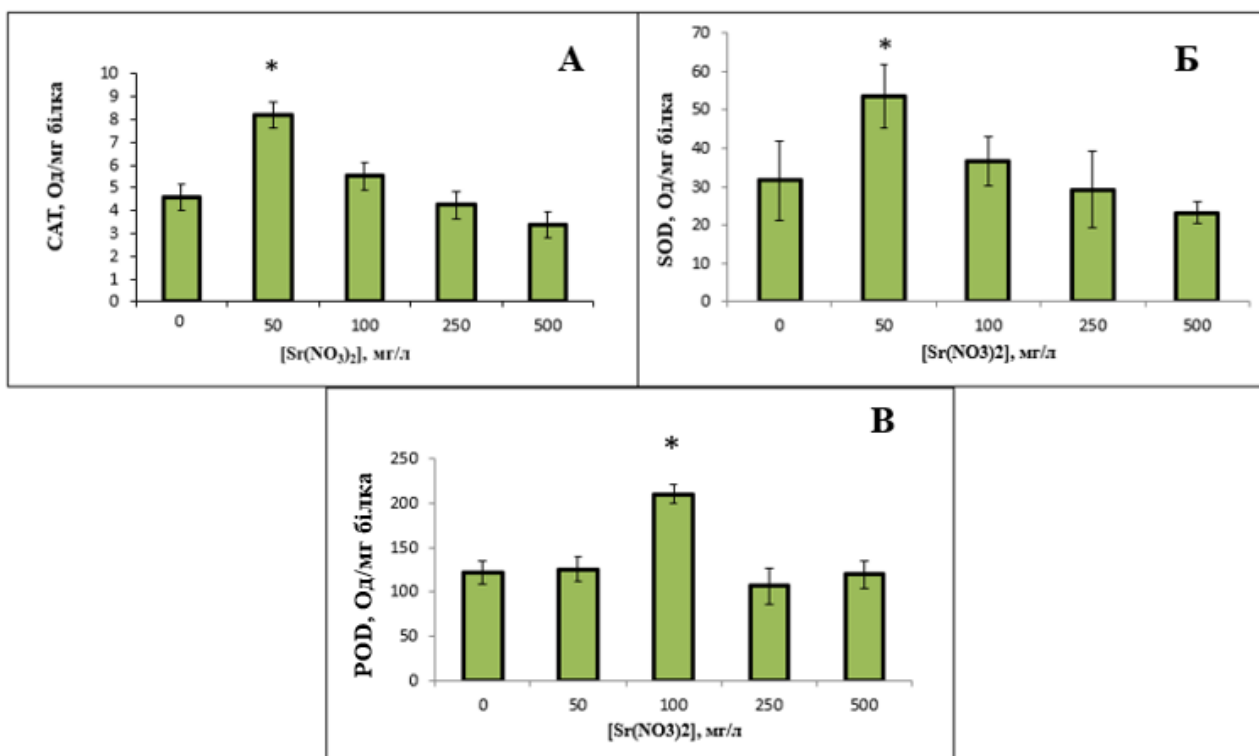 А
*
САТ, Од/мг білка
10
9
8
7
6
5
4
3
2
1
0
0 50 100 250 500
[Sr(NO₃)₂], мг/л
Б
*
SOD, Од/мг білка
70
60
50
40
30
20
10
0
0 50 100 250 500
[Sr(NO3)2], мг/л
В
*
POD, Од/мг білка
250
200
150
100
50
0
0 50 100 250 500
[Sr(NO3)2], мг/л